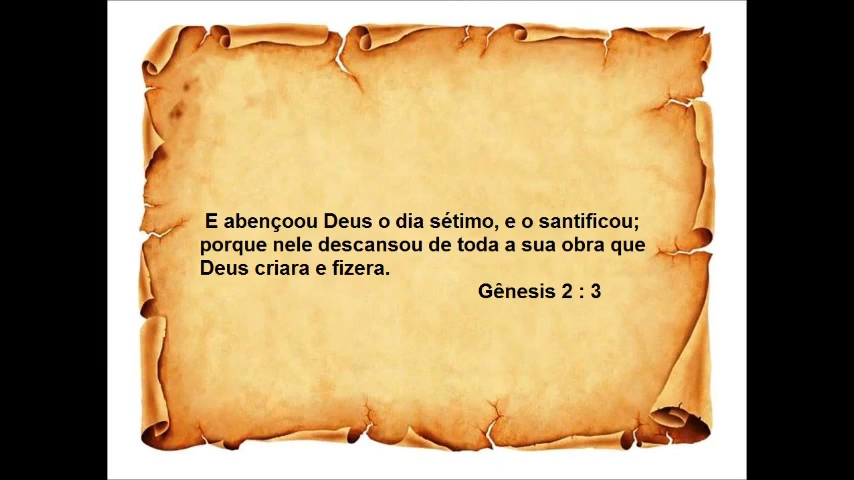 E abençoou Deus o dia sétimo, e o santificou;
porque nele descansou de toda a sua obra que
Deus criara e fizera.
Gênesis 2 : 3